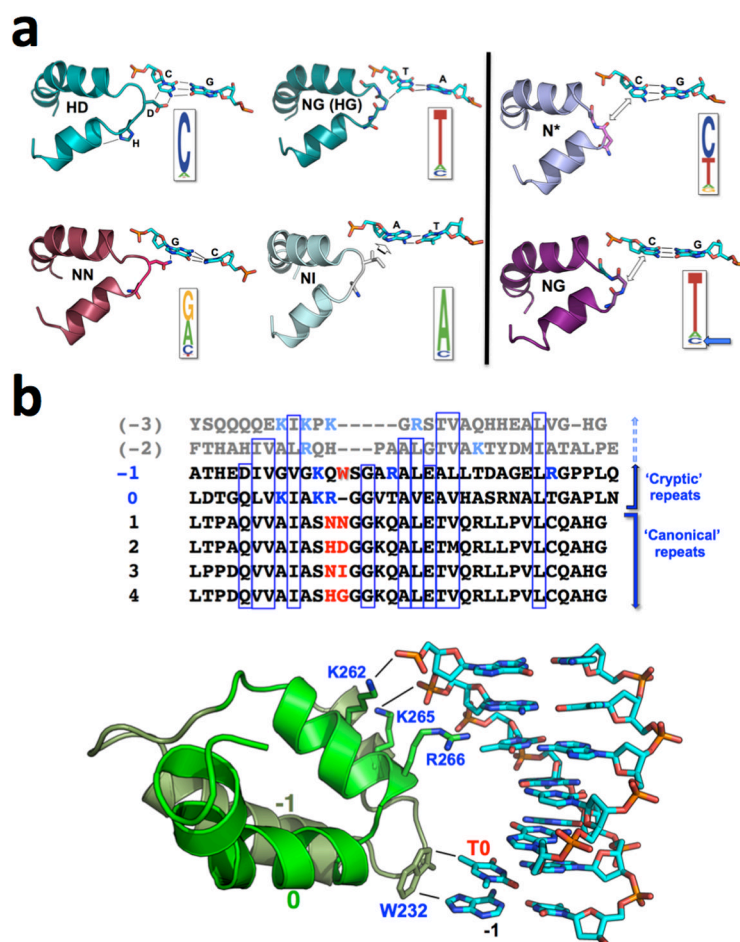 a
HD
C
G
D
H
C
NG (HG)
T
A
T
A
C
N*
C
G
C
T
NN
G
C
G
A
C
NI
A
T
A
NG
C
G
T
A
C
b
(-3) YSQQQQEKIKPK-----GRSTVAQHHEALVG-HG
(-2) FTHAHIVALRQH---PAALGTVAKTYDMIATALPE
-1 ATHEDIVGVGKQWSGARALEALLTDAGELRGPPLQ
0 LDTGQLVKIAKR-GGVTAVEAVHASRNALTGAPLN
1 LTPAQVVAIASNNGGKQALETVQRLLPVLCQAHG
2 LTPAQVVAIASHDGGKQALETMQRLLPVLCQAHG
3 LPPDQVVAIASNIGGKQALETVQRLLPVLCQAHG
4 LTPDQVVAIASHGGGKQALETVQRLLPVLCQAHG
'Cryptic'
repeats
'Canonical'
repeats
K262
K265
R266
-1
0
T0
W232
-1